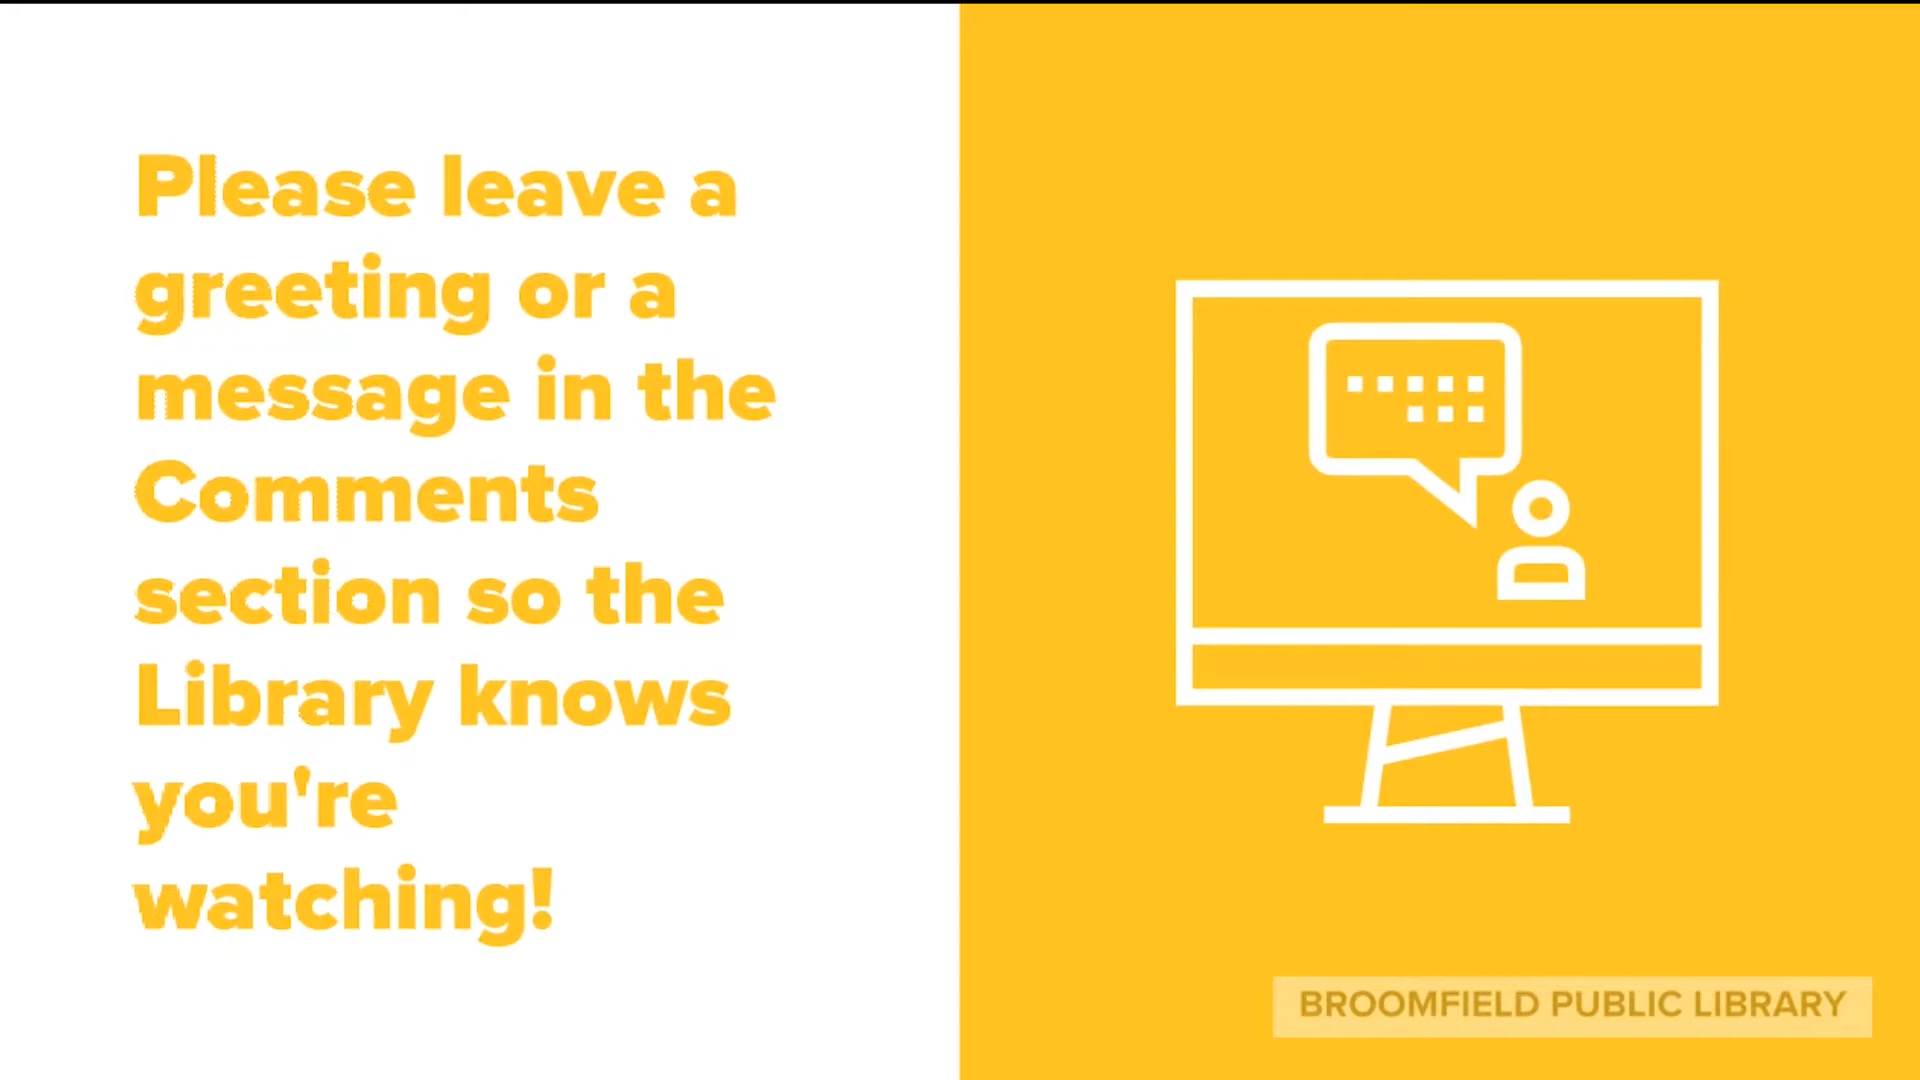 Please leave a
greeting or a
message in the
Comments
section so the
Library knows
you're
watching!
BROOMFIELD PUBLIC LIBRARY